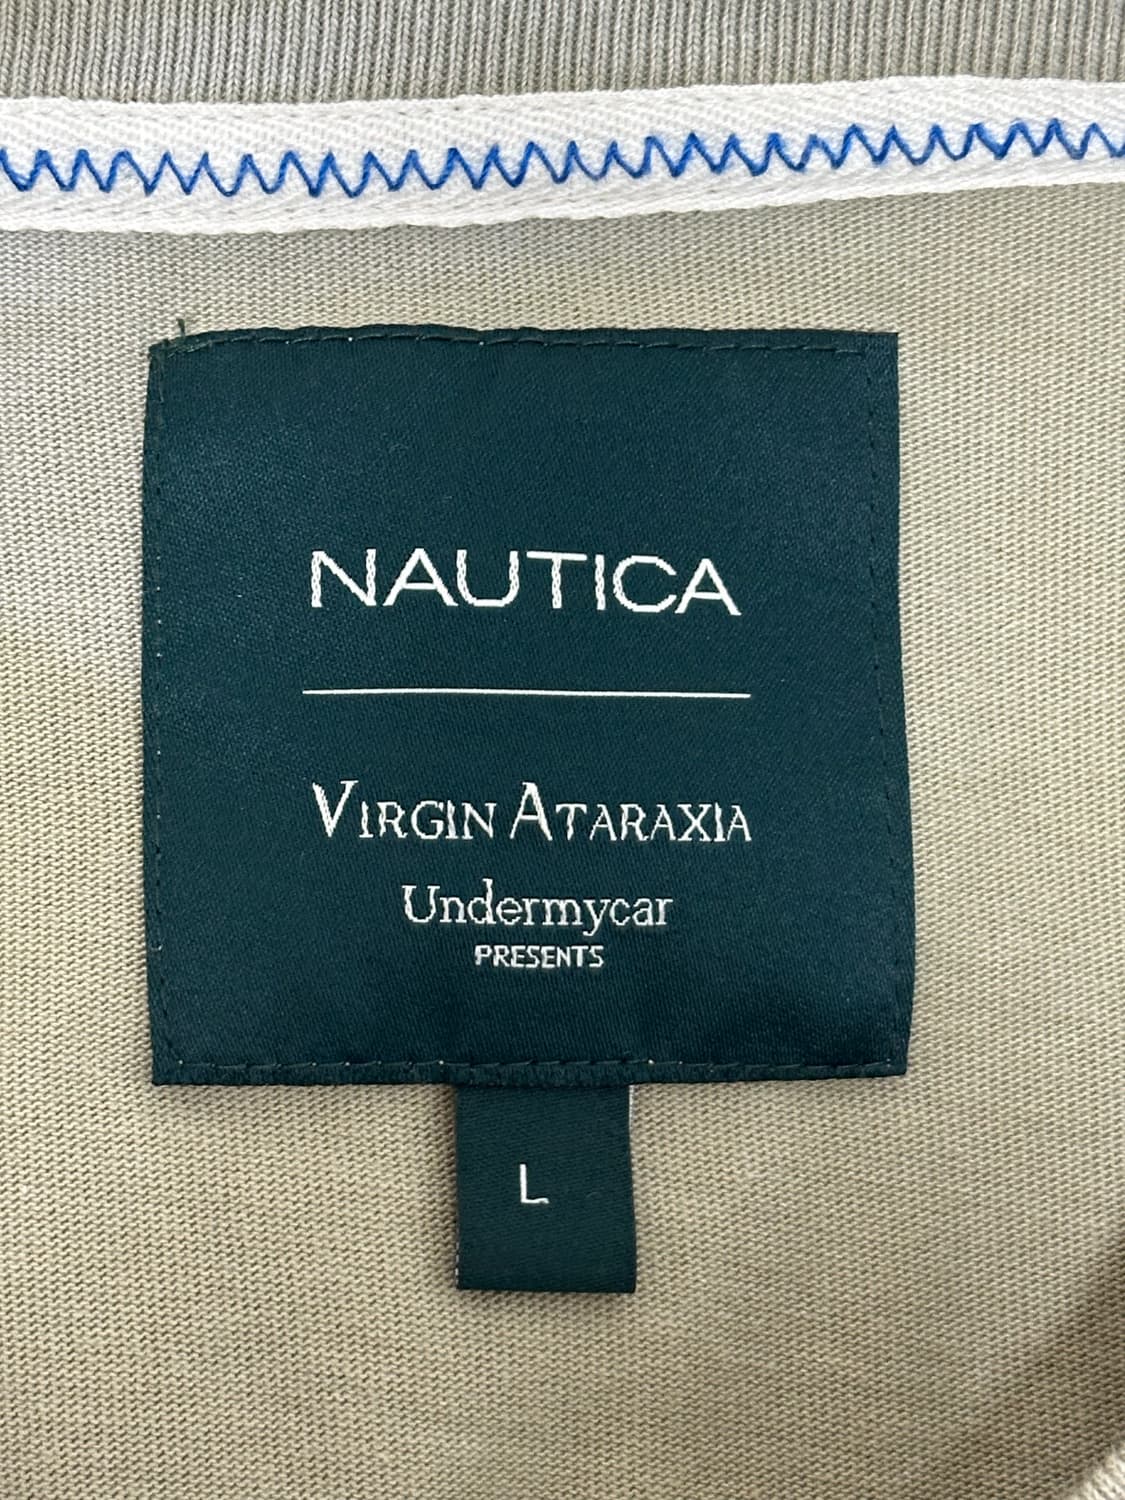 NAUTICA
VIRGIN ATARAXIA
Undermycar
PRESENTS
L